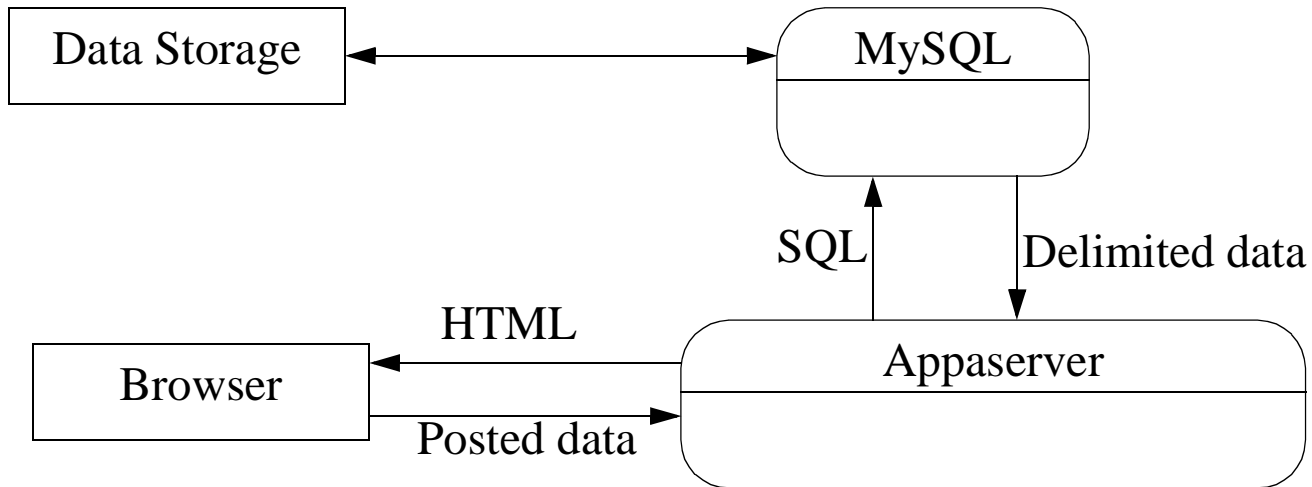 Data Storage
MySQL
SQL
Delimited data
HTML
Appaserver
Browser
Posted data